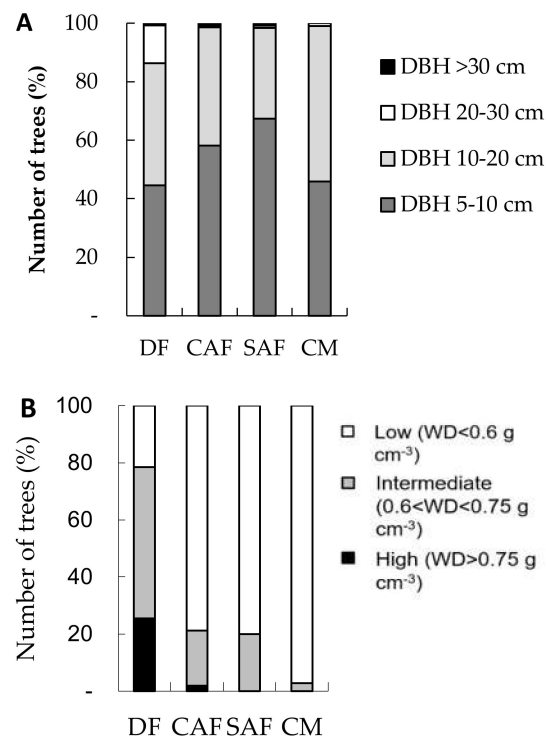 A
Number of trees (%)
100
80
60
40
20
-
DF CAF SAF CM
DBH >30 cm
DBH 20-30 cm
DBH 10-20 cm
DBH 5-10 cm
B
Number of trees (%)
100
80
60
40
20
-
DF CAF SAF CM
Low (WD<0.6 g
cm-3)
Intermediate
(0.6<WD<0.75 g
cm-3)
High (WD>0.75 g
cm-3)